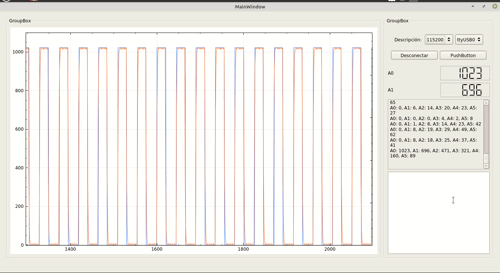 MainWindow
GroupBox
1000
800
600
400
200
0
1400
1600
1800
2000
GroupBox
Descripción: 115200 ttyUSB0
Desconectar PushButton
A0 1023
A1 696
65
A0: 0, A1: 6, A2: 14, A3: 20, A4: 23, A5:
27
A0: 0, A1: 0, A2: 0, A3: 4, A4: 2, A5: 8
A0: 0, A1: 1, A2: 8, A3: 14, A4: 23, A5: 42
A0: 0, A1: 8, A2: 19, A3: 29, A4: 49, A5:
62
A0: 0, A1: 8, A2: 18, A3: 25, A4: 37, A5:
41
A0: 1023, A1: 696, A2: 471, A3: 321, A4:
160, A5: 89